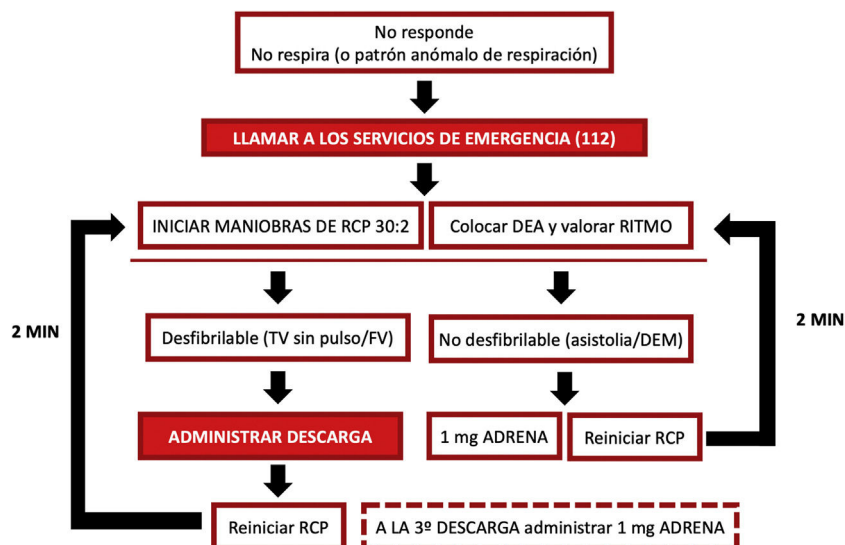 No responde
No respira (o patrón anómalo de respiración)
LLAMAR A LOS SERVICIOS DE EMERGENCIA (112)
INICIAR MANIOBRAS DE RCP 30:2
Colocar DEA y valorar RITMO
2 MIN
2 MIN
Desfibrilable (TV sin pulso/FV)
No desfibrilable (asistolia/DEM)
ADMINISTRAR DESCARGA
1 mg ADRENA
Reiniciar RCP
Reiniciar RCP
A LA 3º DESCARGA administrar 1 mg ADRENA